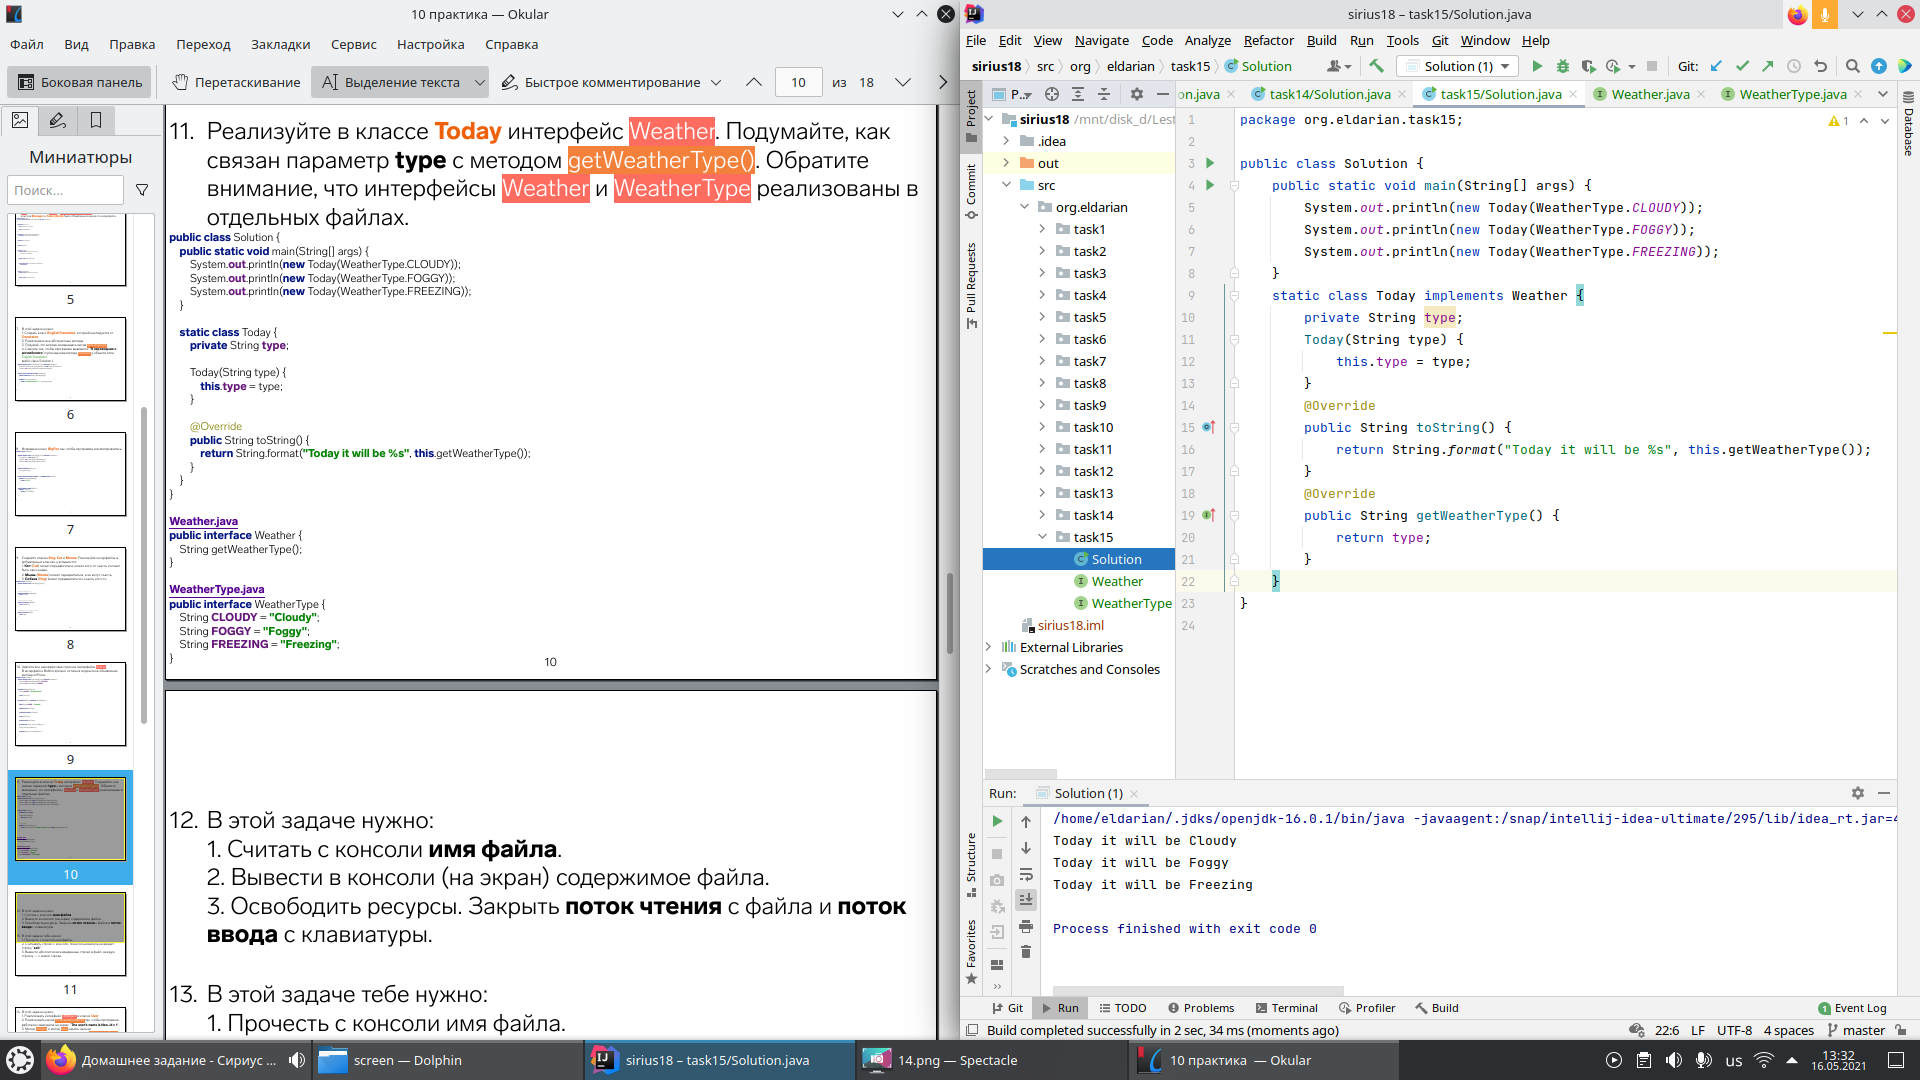 10 практика — Okular
Файл Вид Правка Переход Закладки Сервис Настройка Справка
Боковая панель Перетаскивание Выделение текста Быстрое комментирование 10 из 18
Миниатюры
Поиск...
5
6
7
8
9
10
11
11. Реализуйте в классе Today интерфейс Weather. Подумайте, как
связан параметр type с методом getWeatherType(). Обратите
внимание, что интерфейсы Weather и WeatherType реализованы в
отдельных файлах.
public class Solution {
public static void main(String[] args) {
System.out.println(new Today(WeatherType.CLOUDY));
System.out.println(new Today(WeatherType.FOGGY));
System.out.println(new Today(WeatherType.FREEZING));
}
static class Today {
private String type;
Today(String type) {
this.type = type;
}
@Override
public String toString() {
return String.format("Today it will be %s", this.getWeatherType());
}
}
}
Weather.java
public interface Weather {
String getWeatherType();
}
WeatherType.java
public interface WeatherType {
String CLOUDY = "Cloudy";
String FOGGY = "Foggy";
String FREEZING = "Freezing";
}
10
12. В этой задаче нужно:
1. Считать с консоли имя файла.
2. Вывести в консоли (на экран) содержимое файла.
3. Освободить ресурсы. Закрыть поток чтения с файла и поток
ввода с клавиатуры.
13. В этой задаче тебе нужно:
1. Прочесть с консоли имя файла.
sirius18 – task15/Solution.java
File Edit View Navigate Code Analyze Refactor Build Run Tools Git Window Help
sirius18 src org eldarian task15 Solution Solution (1) Git:
P... on.java task14/Solution.java task15/Solution.java Weather.java WeatherType.java
Project
Commit
Pull Requests
Structure
Favorites
Database
sirius18 /mnt/disk_d/Lest
.idea
out
src
org.eldarian
task1
task2
task3
task4
task5
task6
task7
task8
task9
task10
task11
task12
task13
task14
task15
Solution
Weather
WeatherType
sirius18.iml
External Libraries
Scratches and Consoles
1 package org.eldarian.task15; 1
2
3 public class Solution {
4 public static void main(String[] args) {
5 System.out.println(new Today(WeatherType.CLOUDY));
6 System.out.println(new Today(WeatherType.FOGGY));
7 System.out.println(new Today(WeatherType.FREEZING));
8 }
9 static class Today implements Weather {
10 private String type;
11 Today(String type) {
12 this.type = type;
13 }
14 @Override
15 public String toString() {
16 return String.format("Today it will be %s", this.getWeatherType());
17 }
18 @Override
19 public String getWeatherType() {
20 return type;
21 }
22 }
23 }
24
Run: Solution (1)
/home/eldarian/.jdks/openjdk-16.0.1/bin/java -javaagent:/snap/intellij-idea-ultimate/295/lib/idea_rt.jar=4
Today it will be Cloudy
Today it will be Foggy
Today it will be Freezing
Process finished with exit code 0
Git Run TODO Problems Terminal Profiler Build 1 Event Log
Build completed successfully in 2 sec, 34 ms (moments ago) 22:6 LF UTF-8 4 spaces master
Домашнее задание - Сириус ... screen — Dolphin sirius18 – task15/Solution.java 14.png — Spectacle 10 практика — Okular us 13:32
16.05.2021